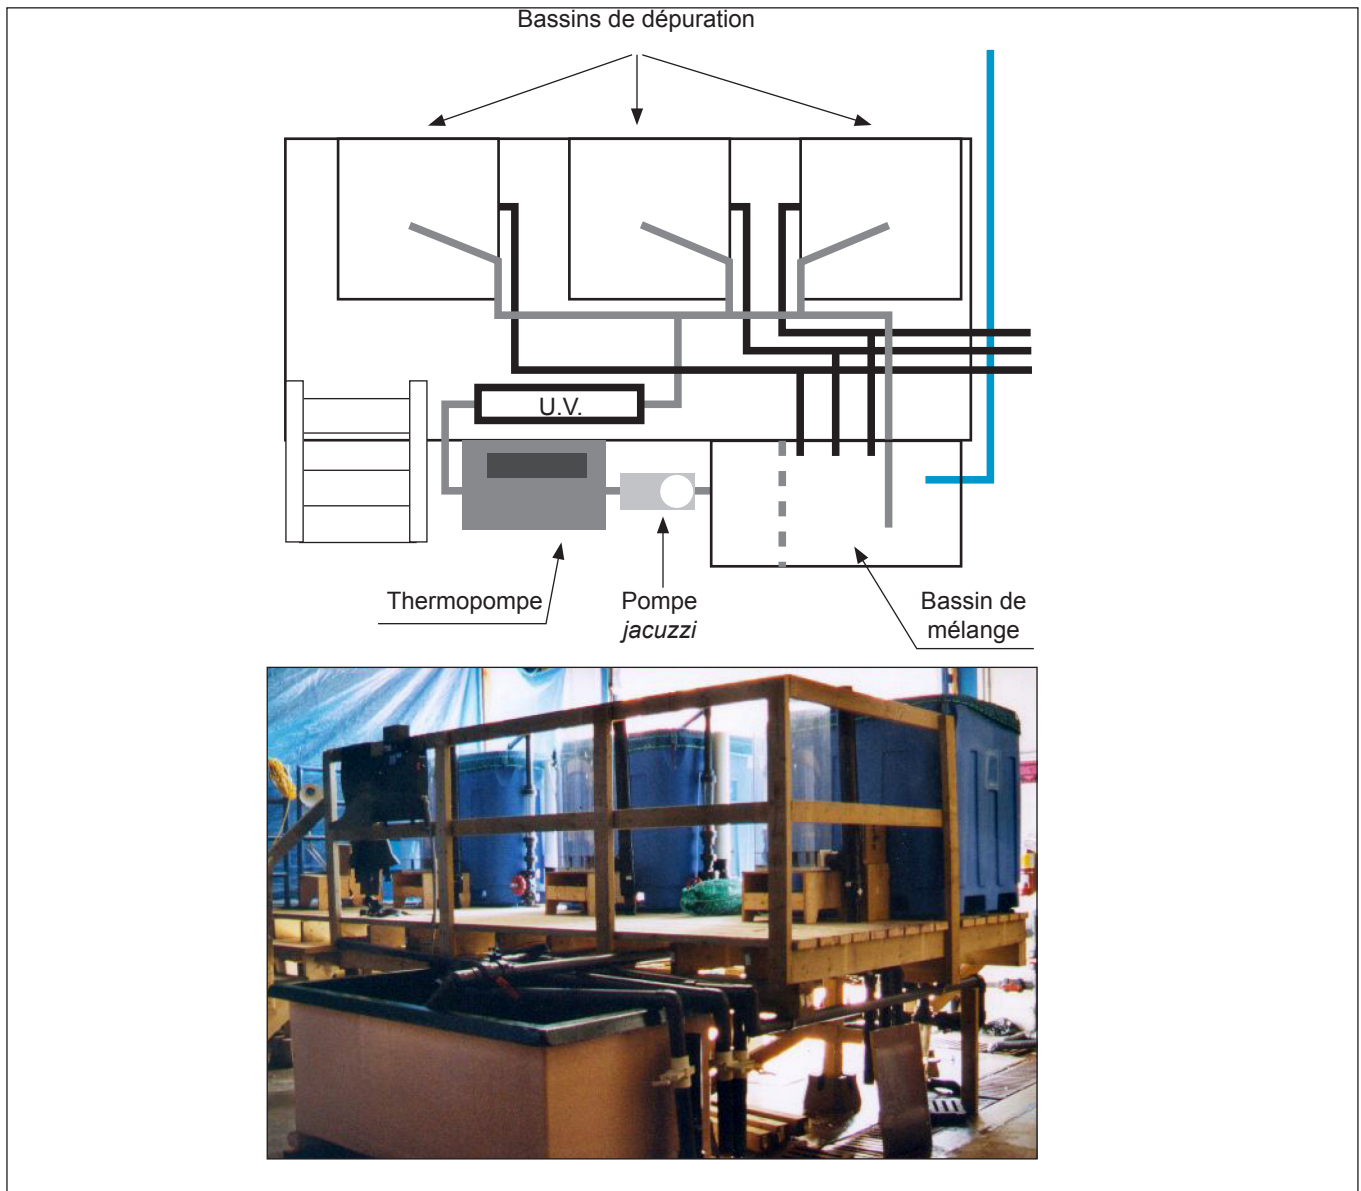 Bassins de dépuration
U.V.
Thermopompe
Pompe
jacuzzi
Bassin de
mélange